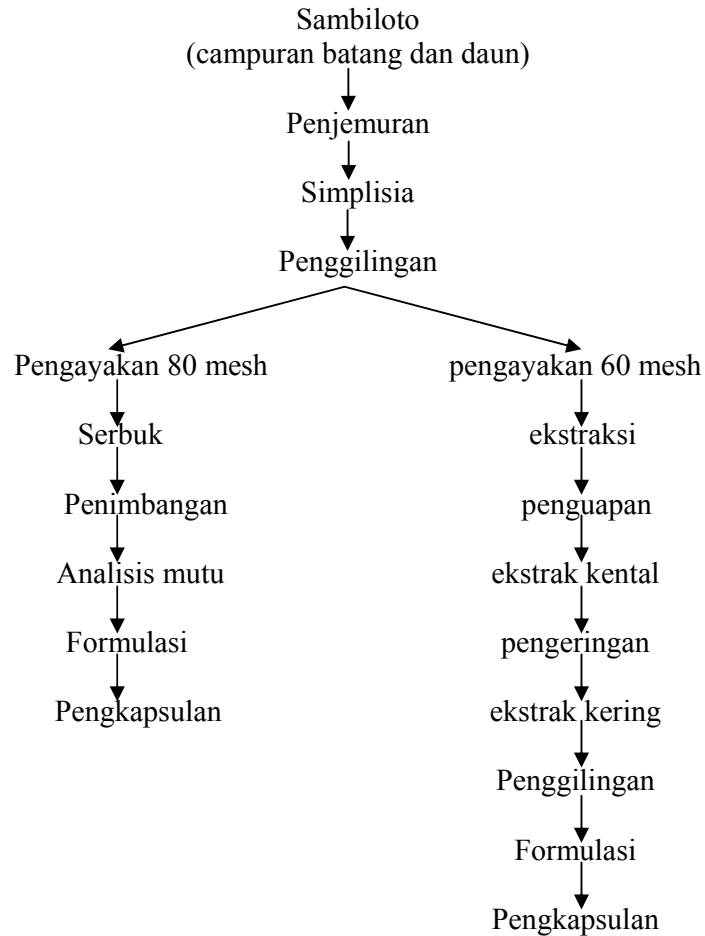 Sambiloto
(campuran batang dan daun)
Penjemuran
Simplisia
Penggilingan
Pengayakan 80 mesh
Serbuk
Penimbangan
Analisis mutu
Formulasi
Pengkapsulan
pengayakan 60 mesh
ekstraksi
penguapan
ekstrak kental
pengeringan
ekstrak kering
Penggilingan
Formulasi
Pengkapsulan